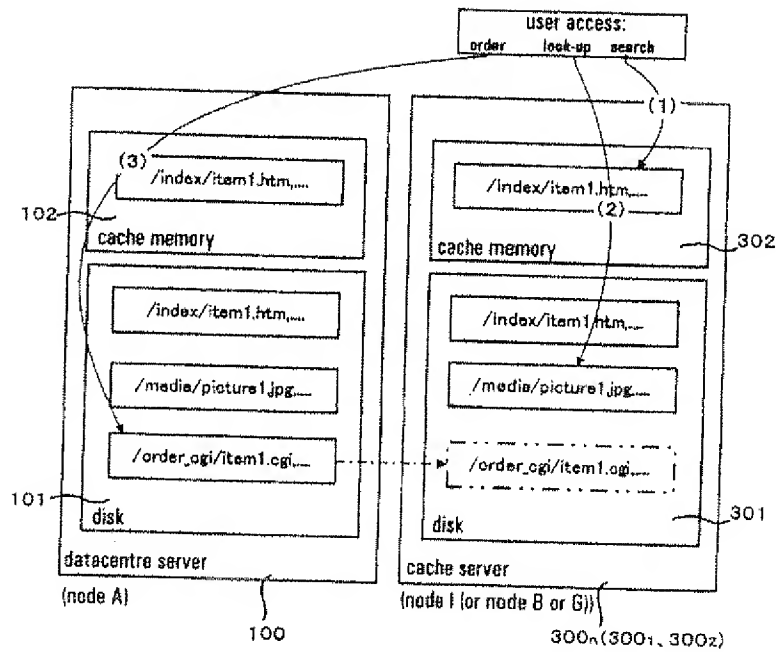 user access:
order look-up search
(1)
(3)
/index/item1.htm,....
/index/item1.htm,....
(2)
102
302
cache memory
cache memory
/index/item1.htm,....
/index/item1.htm,....
/media/picture1.jpg,....
/media/picture1.jpg,....
/order_cgi/item1.cgi,....
/order_cgi/item1.cgi,....
101
301
disk
disk
datacentre server
cache server
(node A)
(node I (or node B or G))
100
300n(3001, 3002)